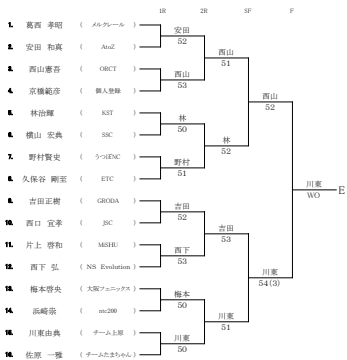 1R 2R SF F
1. 葛西 孝昭 ( メルクレール )
安田
52
2. 安田 和真 ( AtoZ )
西山
51
3. 西山憲吾 ( ORCT )
西山
53
4. 京橋範彦 ( 個人登録 )
西山
52
5. 林治輝 ( KST )
林
50
6. 横山 宏典 ( SSC )
林
52
7. 野村賢史 ( うつぼENC )
野村
51
8. 久保谷 剛至 ( ETC )
川東
WO
E
9. 吉田正樹 ( GRODA )
吉田
52
10. 西口 宜孝 ( JSC )
吉田
53
11. 片上 啓和 ( MiSHU )
西下
53
12. 西下 弘 ( NS Evolution )
川東
54(3)
13. 梅本啓央 ( 大阪フェニックス )
梅本
50
14. 浜崎崇 ( ntc200 )
川東
51
15. 川東由典 ( チーム上原 )
川東
50
16. 佐原 一雅 ( チームたまちゃん )